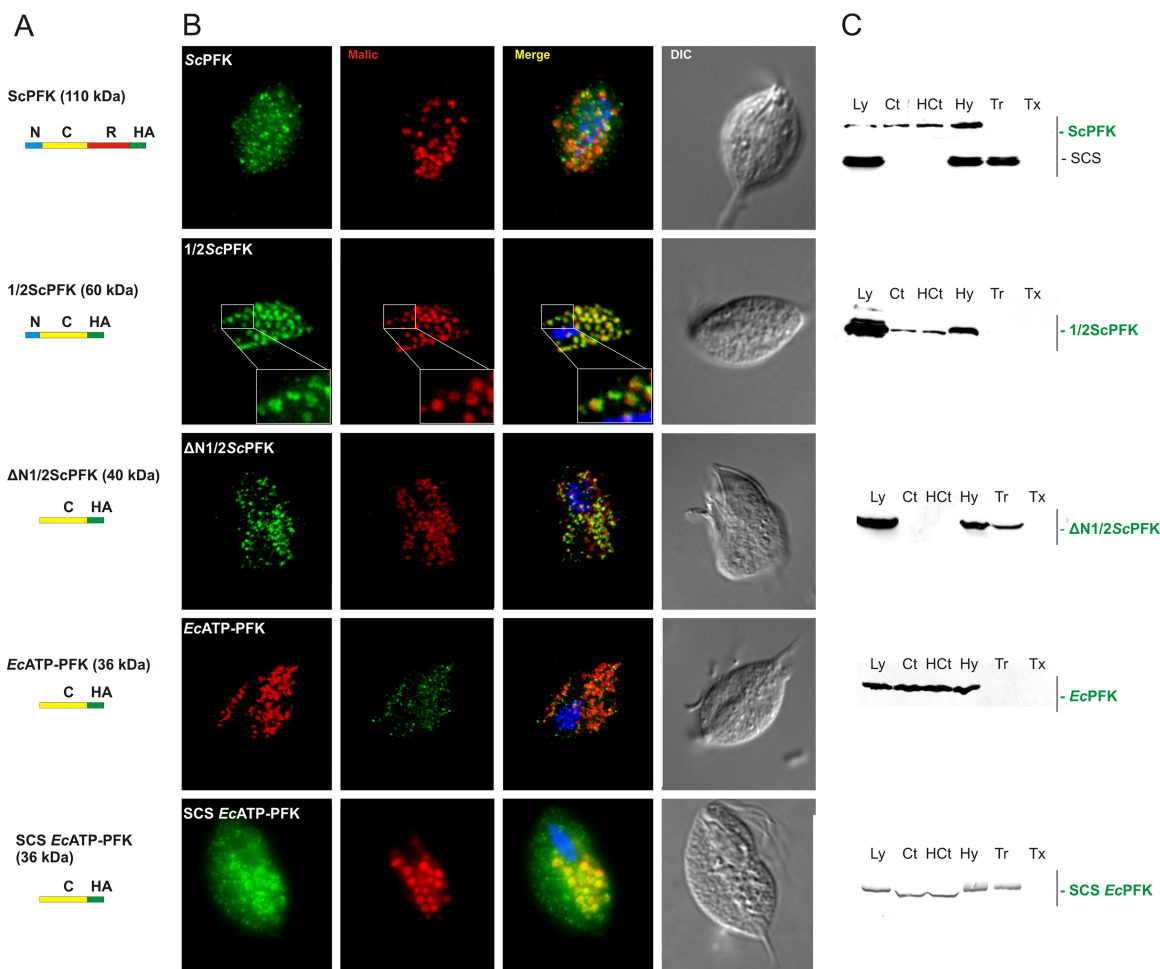 A
B
C
ScPFK (110 kDa)
N C R HA
ScPFK
Malic
Merge
DIC
Ly Ct HCt Hy Tr Tx
- ScPFK
- SCS
1/2ScPFK (60 kDa)
N C HA
1/2ScPFK
Ly Ct HCt Hy Tr Tx
- 1/2ScPFK
ΔN1/2ScPFK (40 kDa)
C HA
ΔN1/2ScPFK
Ly Ct HCt Hy Tr Tx
- ΔN1/2ScPFK
EcATP-PFK (36 kDa)
C HA
EcATP-PFK
Ly Ct HCt Hy Tr Tx
- EcPFK
SCS EcATP-PFK
(36 kDa)
C HA
SCS EcATP-PFK
Ly Ct HCt Hy Tr Tx
- SCS EcPFK